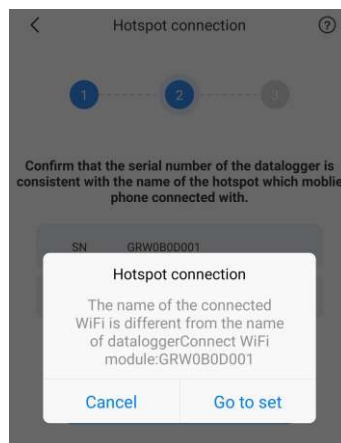 Hotspot connection
?
1
2
3
Confirm that the serial number of the datalogger is
consistent with the name of the hotspot which moblie
phone connected with.
SN GRW0B0D001
Hotspot connection
The name of the connected
WiFi is different from the name
of dataloggerConnect WiFi
module:GRW0B0D001
Cancel Go to set